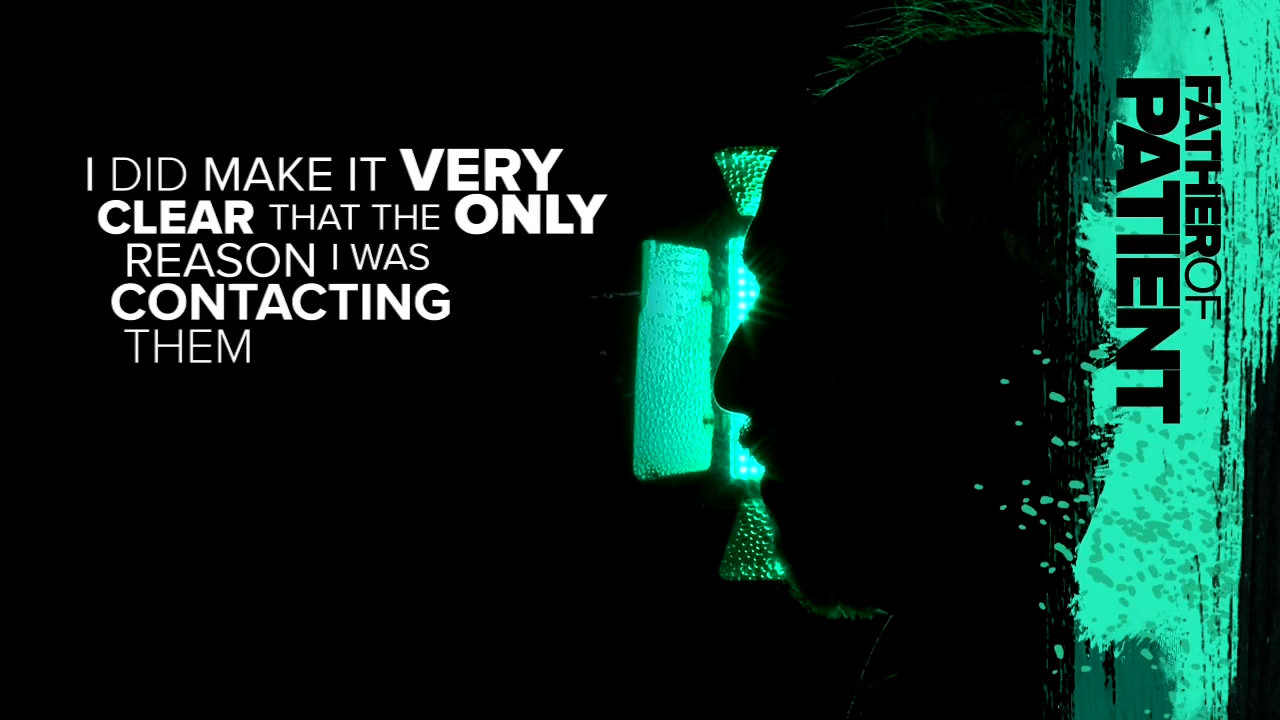 I DID MAKE IT VERY
CLEAR THAT THE ONLY
REASON I WAS
CONTACTING
THEM
FATHER OF
PATIENT